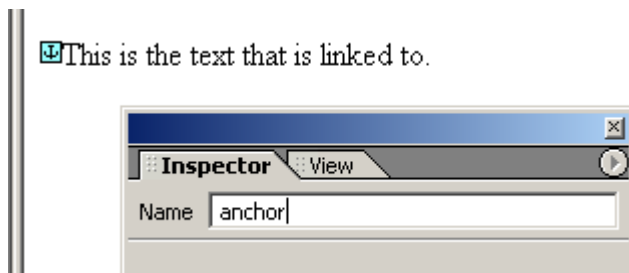 This is the text that is linked to.
Inspector View
Name anchor